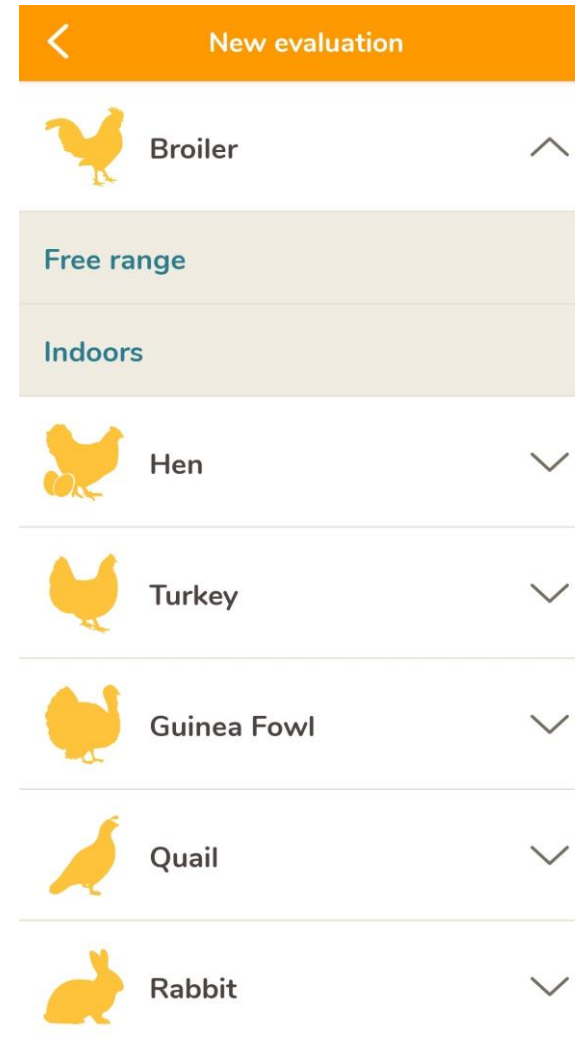 New evaluation
Broiler
Free range
Indoors
Hen
Turkey
Guinea Fowl
Quail
Rabbit